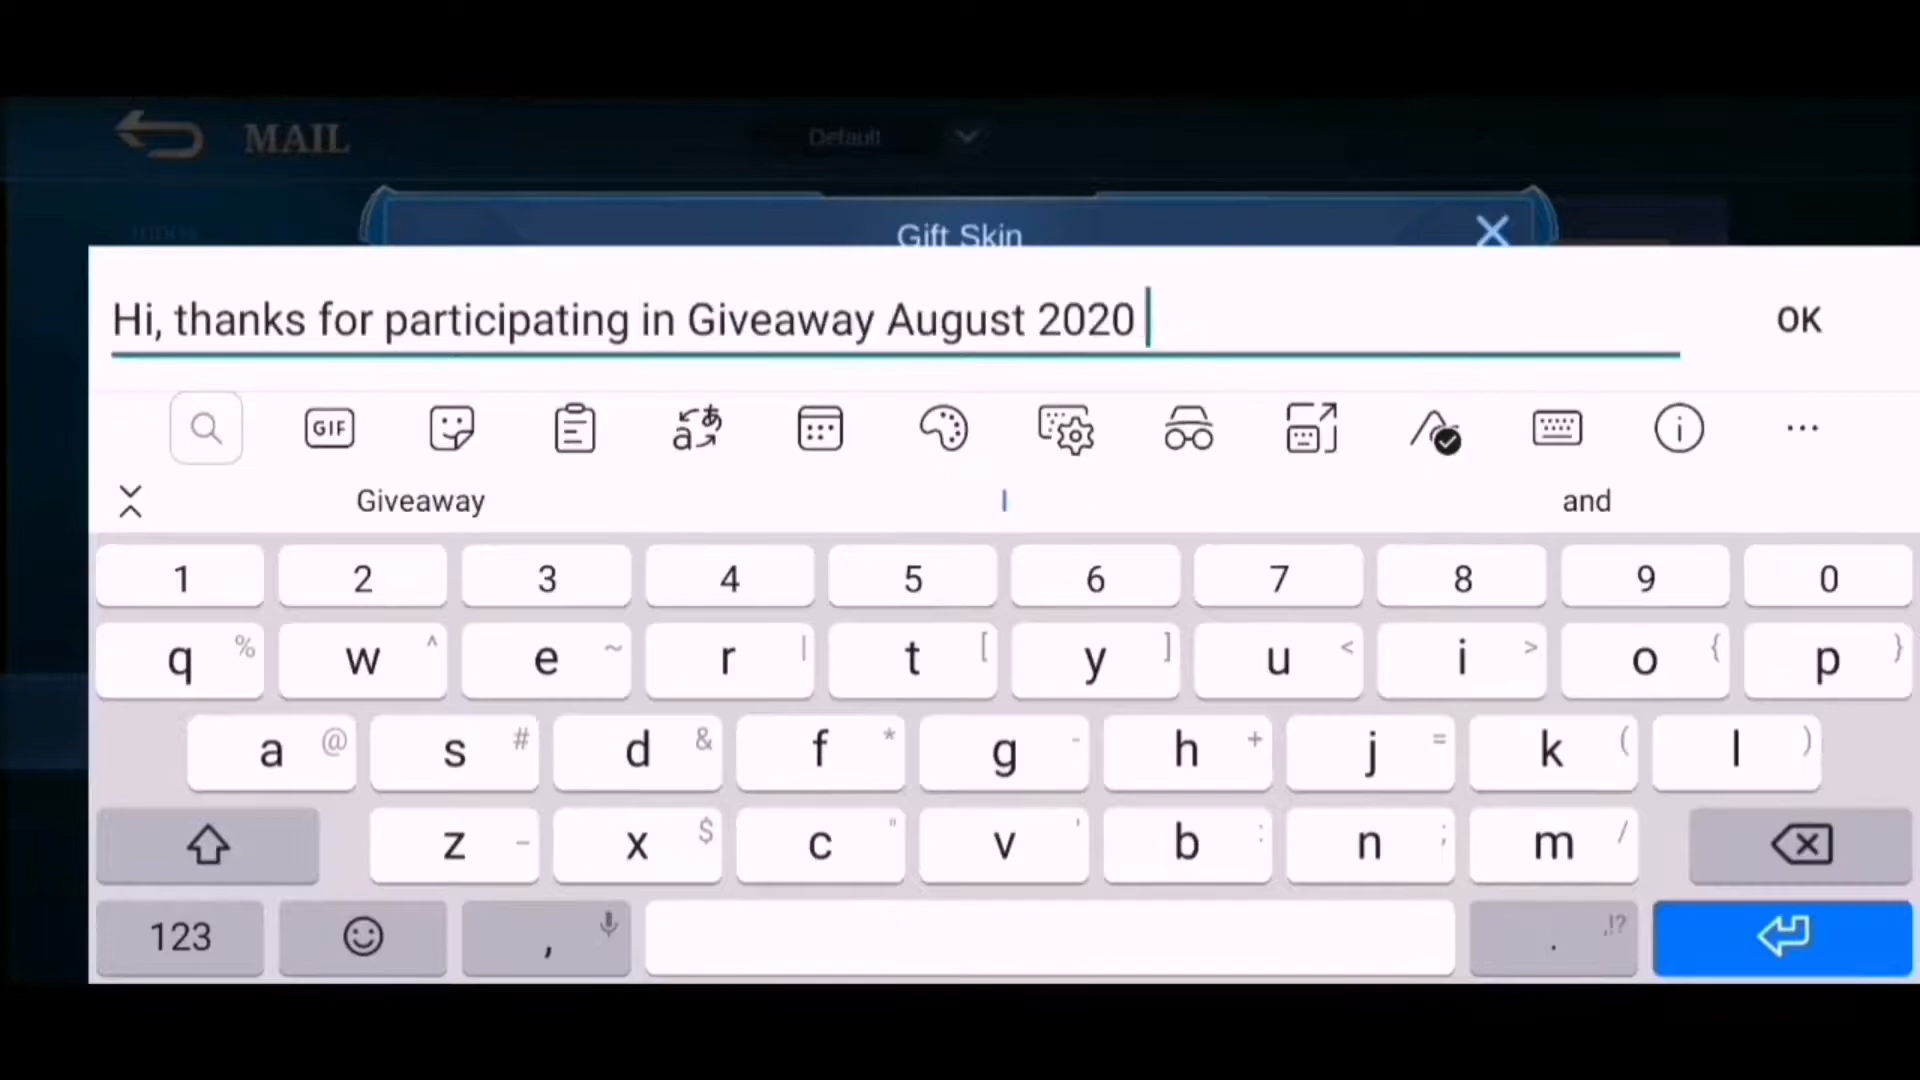 MAIL
Default
Gift Skin
Hi, thanks for participating in Giveaway August 2020
OK
GIF
Giveaway
I
and
1 2 3 4 5 6 7 8 9 0
q % w ^ e ~ r | t [ y ] u < i > o { p }
a @ s # d & f * g - h + j = k ( l )
z _ x $ c " v ' b : n ; m /
123 , . ,!?